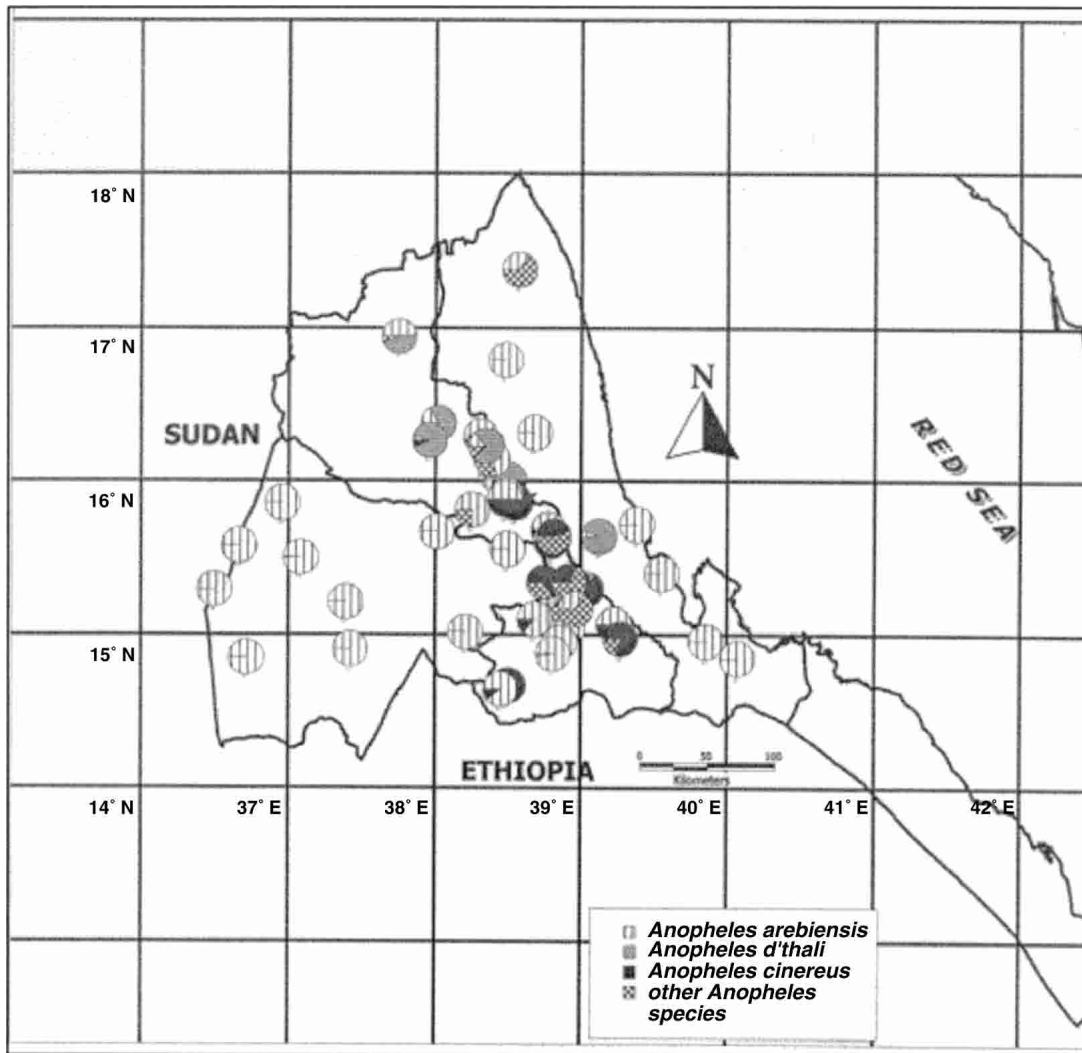 18° N
17° N
N
SUDAN
RED SEA
16° N
15° N
ETHIOPIA
0 50 100
Kilometers
14° N 37° E 38° E 39° E 40° E 41° E 42° E
Anopheles arebiensis
Anopheles d'thali
Anopheles cinereus
other Anopheles
species